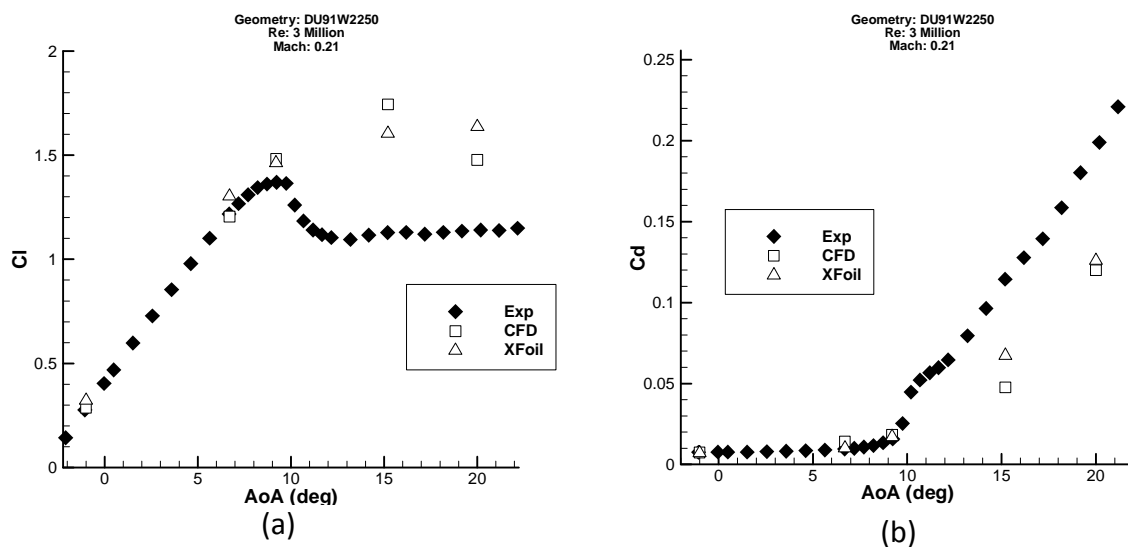 Geometry: DU91W2250
Re: 3 Million
Mach: 0.21
2
1.5
1
0.5
0
Cl
0
5
10
15
20
AoA (deg)
Exp
CFD
XFoil
(a)
Geometry: DU91W2250
Re: 3 Million
Mach: 0.21
0.25
0.2
0.15
0.1
0.05
0
Cd
0
5
10
15
20
AoA (deg)
Exp
CFD
XFoil
(b)